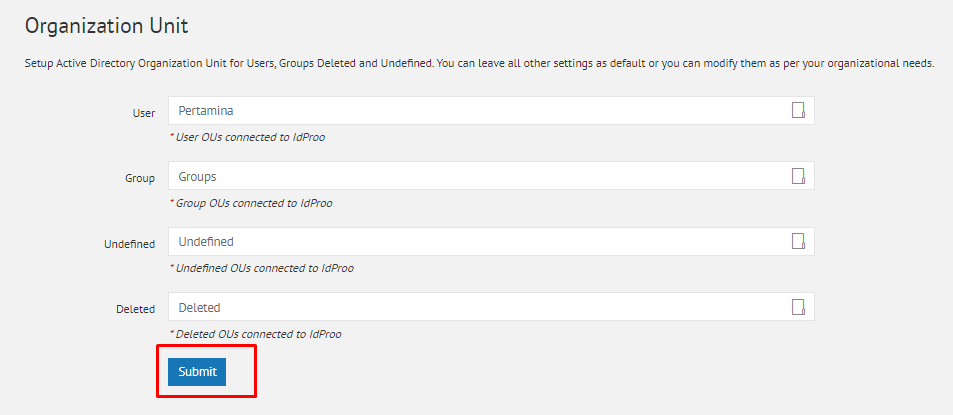 Organization Unit
Setup Active Directory Organization Unit for Users, Groups Deleted and Undefined. You can leave all other settings as default or you can modify them as per your organizational needs.
User
Pertamina
* User OUs connected to IdProo
Group
Groups
* Group OUs connected to IdProo
Undefined
Undefined
* Undefined OUs connected to IdProo
Deleted
Deleted
* Deleted OUs connected to IdProo
Submit